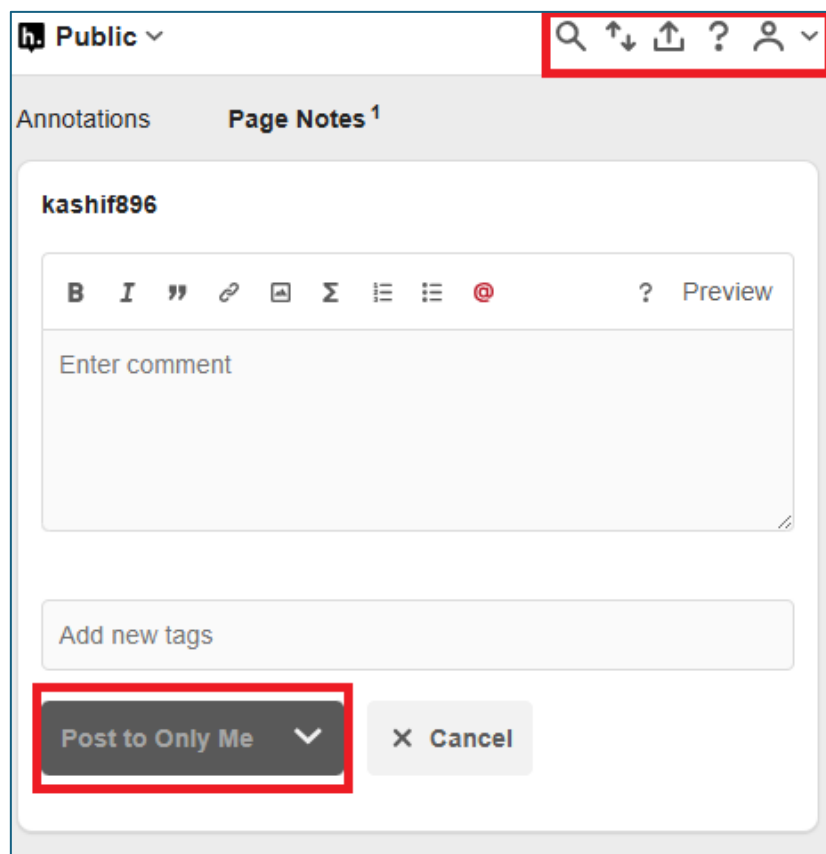 h. Public
Annotations Page Notes 1
kashif896
B I ” Σ @ ? Preview
Enter comment
Add new tags
Post to Only Me × Cancel